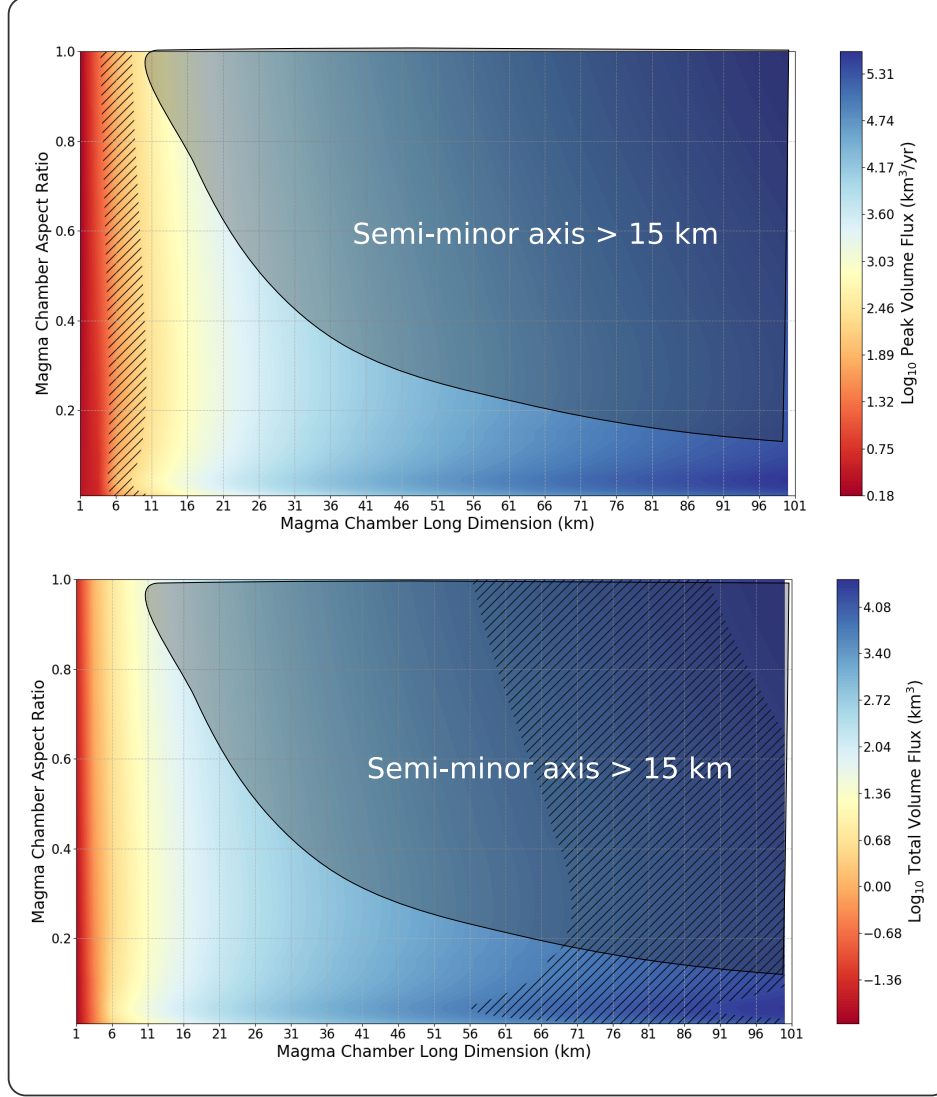 1.0
0.8
0.6
0.4
0.2
Magma Chamber Aspect Ratio
Semi-minor axis > 15 km
1 6 11 16 21 26 31 36 41 46 51 56 61 66 71 76 81 86 91 96 101
Magma Chamber Long Dimension (km)
5.31
4.74
4.17
3.60
3.03
2.46
1.89
1.32
0.75
0.18
Log₁₀ Peak Volume Flux (km³/yr)
1.0
0.8
0.6
0.4
0.2
Magma Chamber Aspect Ratio
Semi-minor axis > 15 km
1 6 11 16 21 26 31 36 41 46 51 56 61 66 71 76 81 86 91 96 101
Magma Chamber Long Dimension (km)
4.08
3.40
2.72
2.04
1.36
0.68
0.00
−0.68
−1.36
Log₁₀ Total Volume Flux (km³)